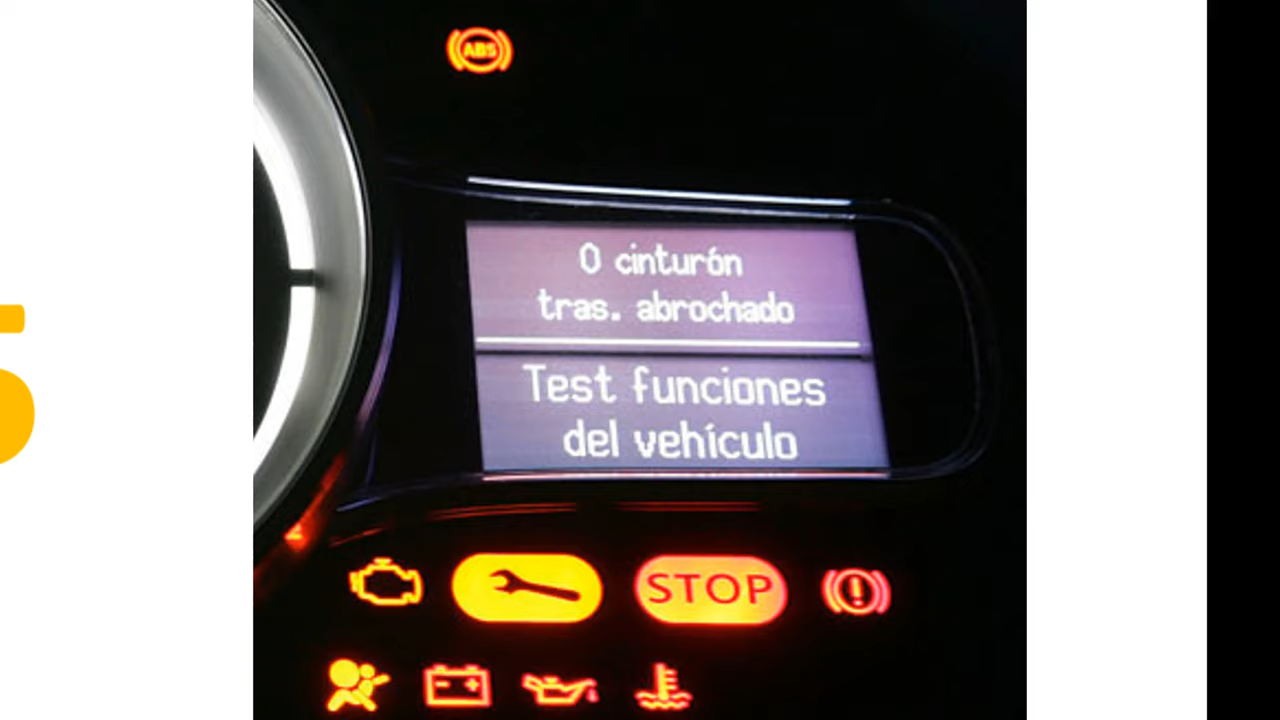 ABS
0 cinturón
tras. abrochado
Test funciones
del vehículo
STOP